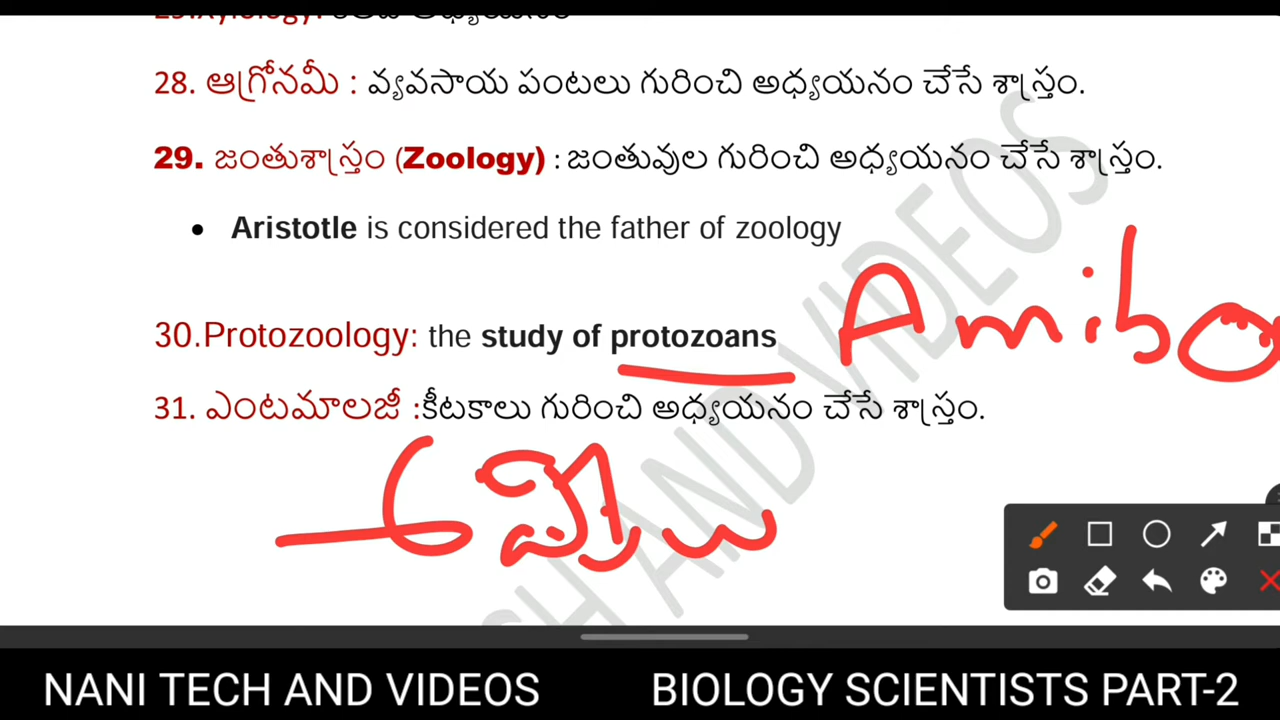 28. ఆగ్రోనమీ : వ్యవసాయ పంటలు గురించి అధ్యయనం చేసే శాస్త్రం.
29. జంతుశాస్త్రం (Zoology) : జంతువుల గురించి అధ్యయనం చేసే శాస్త్రం.
• Aristotle is considered the father of zoology
30.Protozoology: the study of protozoans
Amibo
31. ఎంటమాలజీ :కీటకాలు గురించి అధ్యయనం చేసే శాస్త్రం.
NANI TECH AND VIDEOS BIOLOGY SCIENTISTS PART-2